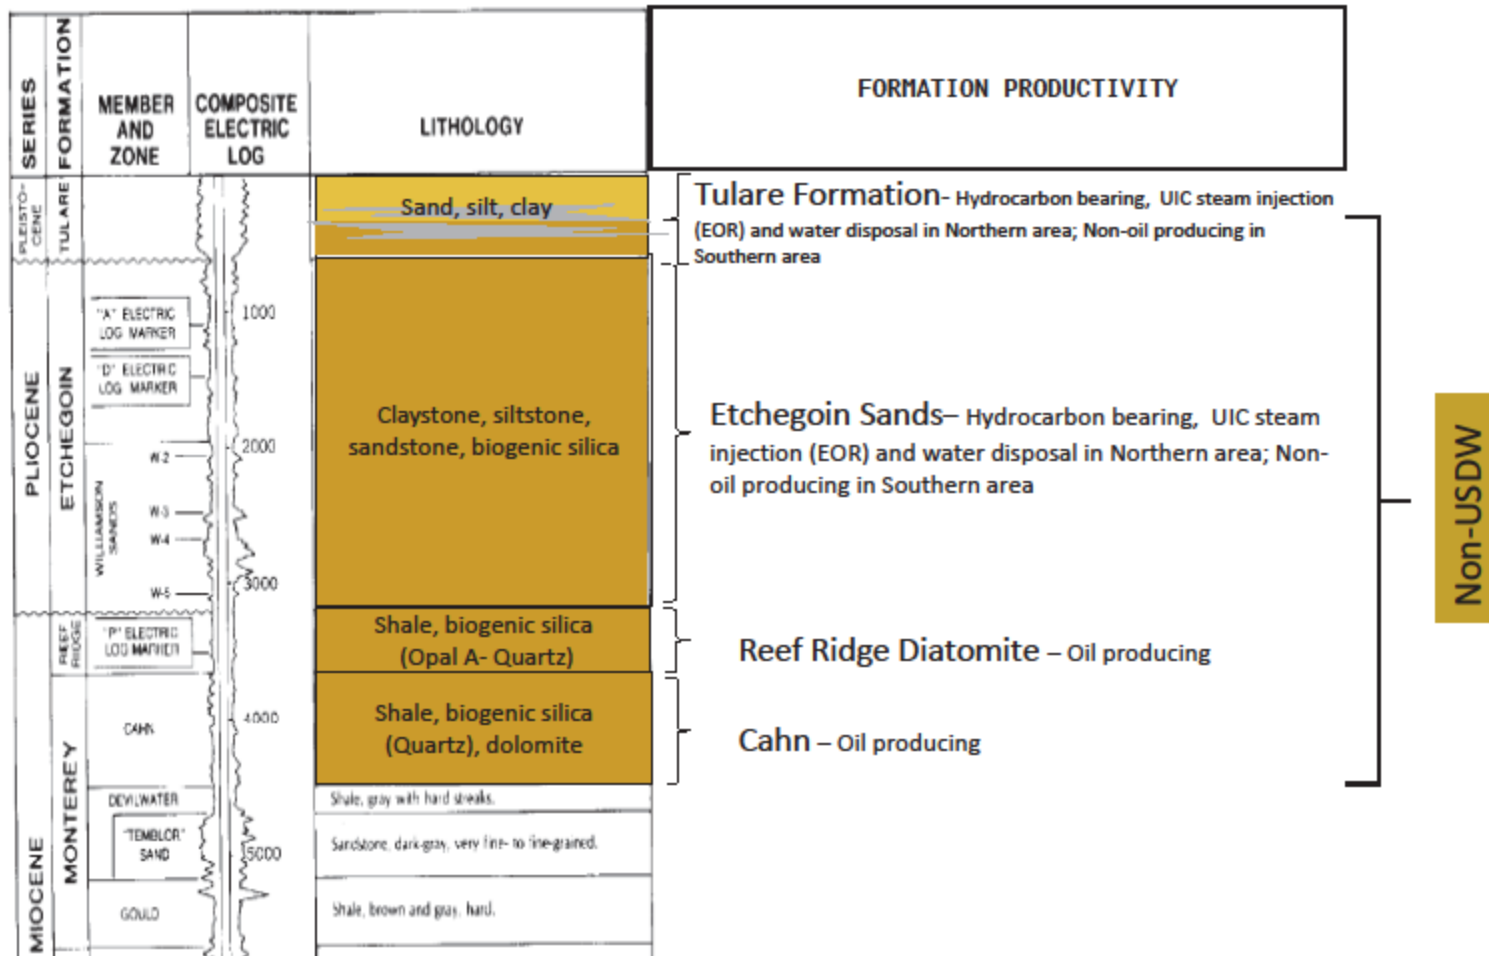 SERIES
FORMATION
MEMBER
AND
ZONE
COMPOSITE
ELECTRIC
LOG
LITHOLOGY
FORMATION PRODUCTIVITY
PLEISTO-
CENE
TULARE
Sand, silt, clay
Tulare Formation- Hydrocarbon bearing, UIC steam injection
(EOR) and water disposal in Northern area; Non-oil producing in
Southern area
PLIOCENE
ETCHEGOIN
"A" ELECTRIC
LOG MARKER
1000
"D" ELECTRIC
LOG MARKER
Claystone, siltstone,
sandstone, biogenic silica
Etchegoin Sands– Hydrocarbon bearing, UIC steam
injection (EOR) and water disposal in Northern area; Non-
oil producing in Southern area
2000
WILLIAMSON
SANDS
W-2
W-3
W-4
3000
W-5
Non-USDW
MIOCENE
REEF
RIDGE
"P" ELECTRIC
LOG MARKER
Shale, biogenic silica
(Opal A- Quartz)
Reef Ridge Diatomite – Oil producing
MONTEREY
CAHN
4000
Shale, biogenic silica
(Quartz), dolomite
Cahn – Oil producing
DEVILWATER
Shale, gray with hard streaks.
"TEMBLOR"
SAND
5000
Sandstone, dark-gray, very fine- to fine-grained.
GOULD
Shale, brown and gray, hard.